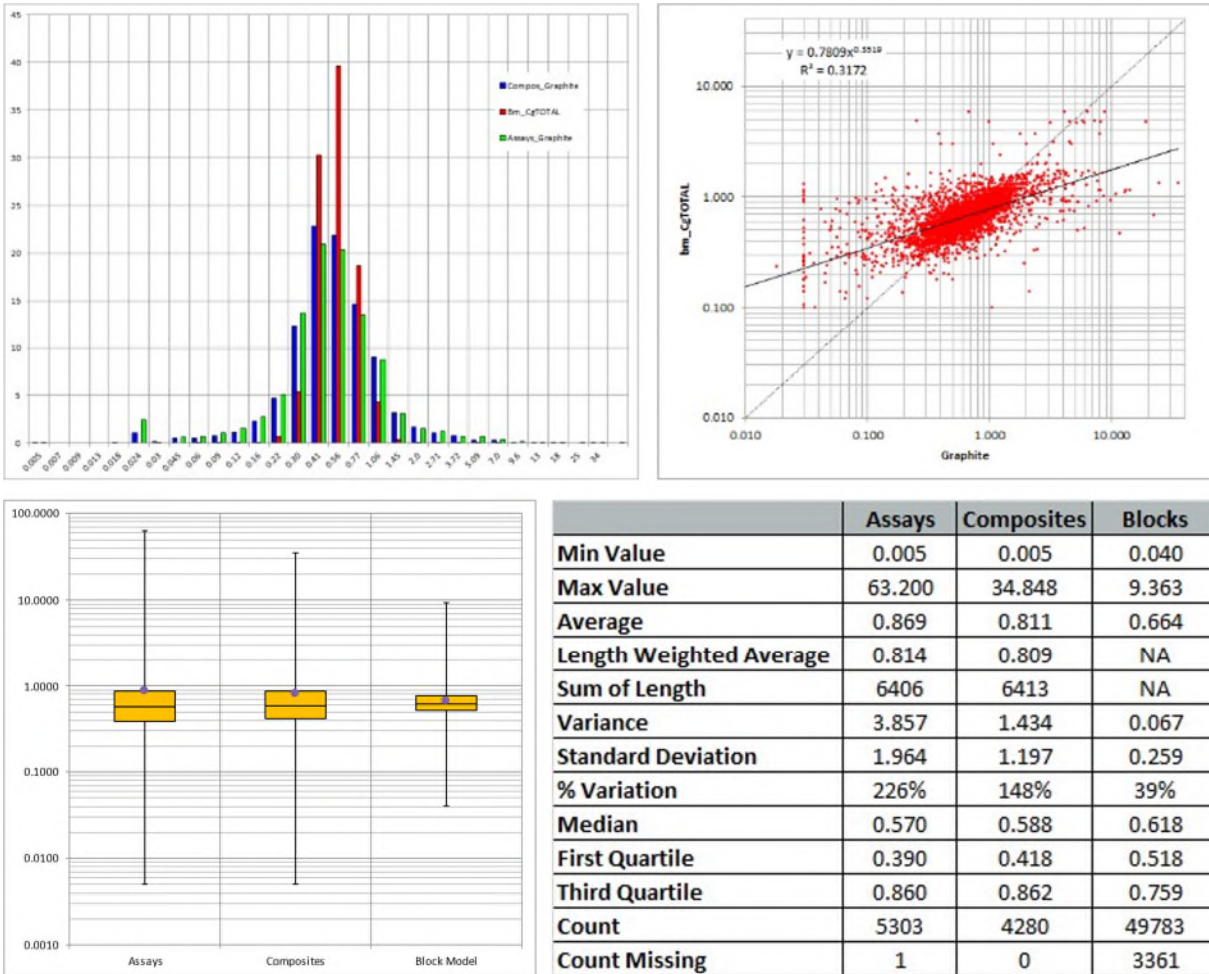 45
40
35
30
25
20
15
10
5
0
Compos_Graphite
Bm_CgTOTAL
Assays_Graphite
0.005 0.007 0.009 0.013 0.018 0.024 0.03 0.045 0.06 0.09 0.12 0.16 0.22 0.30 0.41 0.56 0.77 1.06 1.45 2.0 2.71 3.72 5.09 7.0 9.6 13 18 25 34
y = 0.7809x^0.3519
R² = 0.3172
10.000
1.000
0.100
0.010
bm_CgTOTAL
0.010 0.100 1.000 10.000
Graphite
100.0000
10.0000
1.0000
0.1000
0.0100
0.0010
Assays Composites Block Model
Assays Composites Blocks
Min Value 0.005 0.005 0.040
Max Value 63.200 34.848 9.363
Average 0.869 0.811 0.664
Length Weighted Average 0.814 0.809 NA
Sum of Length 6406 6413 NA
Variance 3.857 1.434 0.067
Standard Deviation 1.964 1.197 0.259
% Variation 226% 148% 39%
Median 0.570 0.588 0.618
First Quartile 0.390 0.418 0.518
Third Quartile 0.860 0.862 0.759
Count 5303 4280 49783
Count Missing 1 0 3361